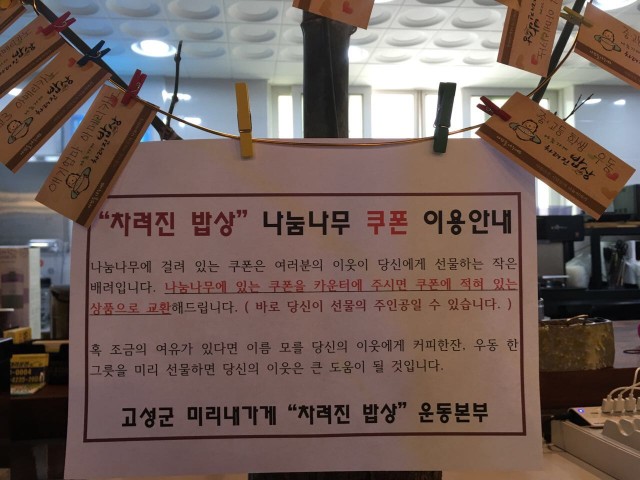 "차려진 밥상" 나눔나무 쿠폰 이용안내
나눔나무에 걸려 있는 쿠폰은 여러분의 이웃이 당신에게 선물하는 작은
배려입니다. 나눔나무에 있는 쿠폰을 카운터에 주시면 쿠폰에 적혀 있는
상품으로 교환해드립니다. ( 바로 당신이 선물의 주인공일 수 있습니다. )
혹 조금의 여유가 있다면 이름 모를 당신의 이웃에게 커피한잔, 우동 한
그릇을 미리 선물하면 당신의 이웃은 큰 도움이 될 것입니다.
고성군 미리내가게 "차려진 밥상" 운동본부
차려진 밥상
차려진 밥상